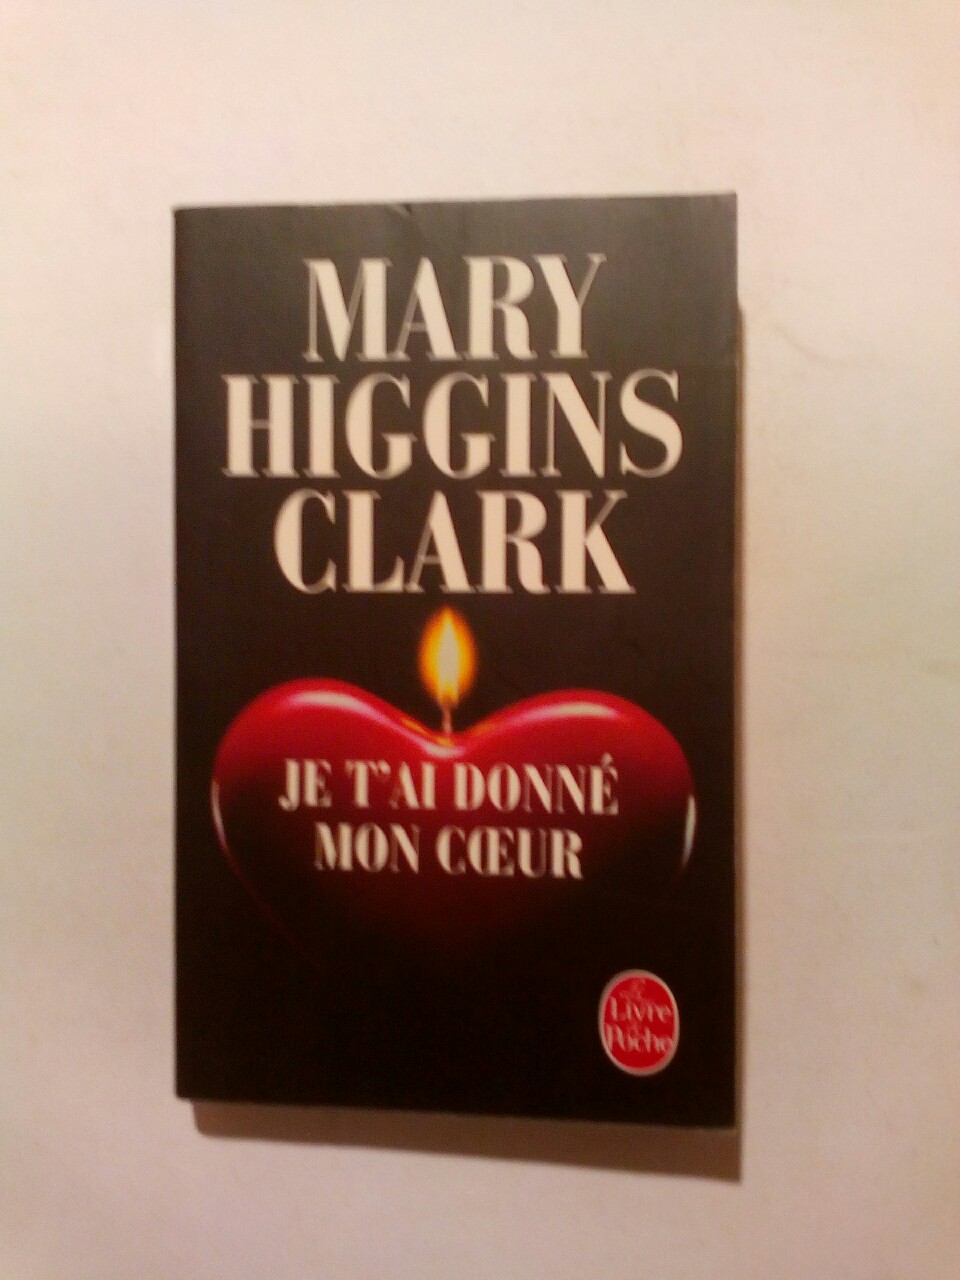 MARY
HIGGINS
CLARK
JE T'AI DONNÉ
MON CŒUR
Le
Livre
de
Poche